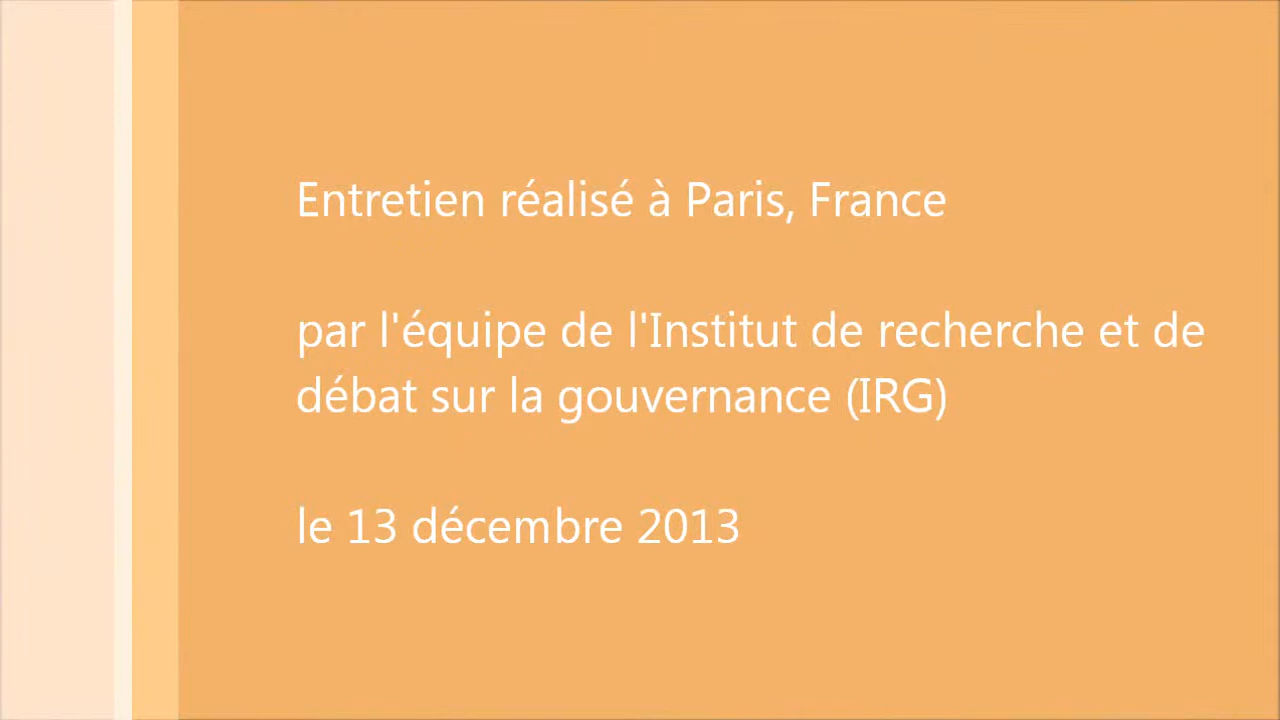 Entretien réalisé à Paris, France
par l'équipe de l'Institut de recherche et de
débat sur la gouvernance (IRG)
le 13 décembre 2013